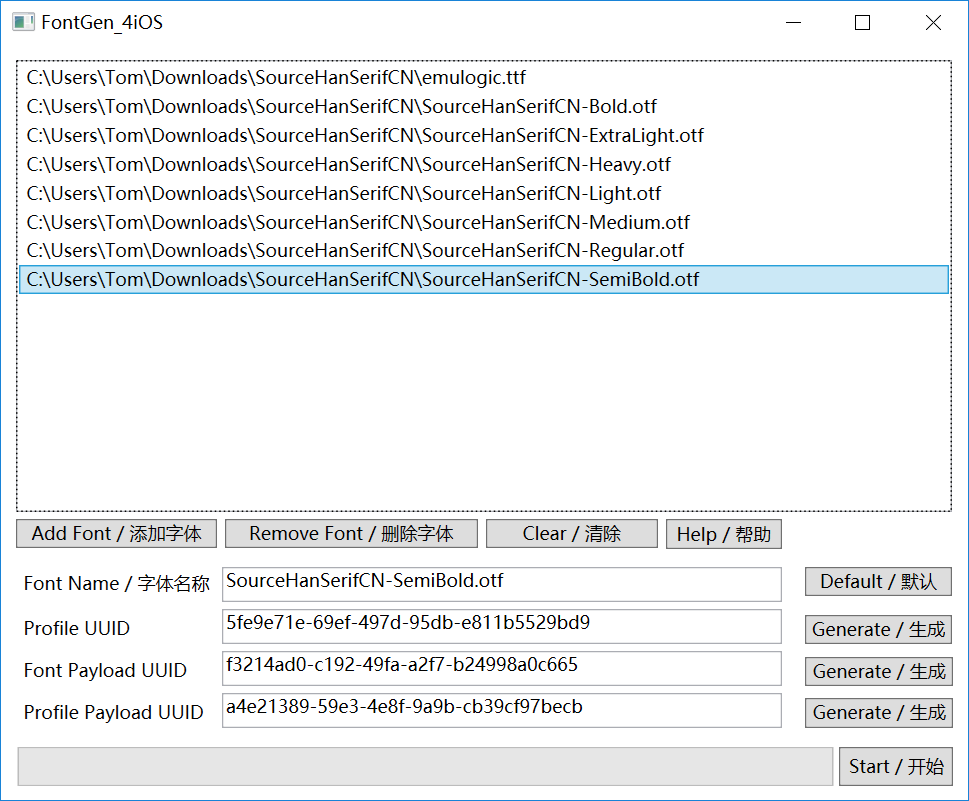 FontGen_4iOS
C:\Users\Tom\Downloads\SourceHanSerifCN\emulogic.ttf
C:\Users\Tom\Downloads\SourceHanSerifCN\SourceHanSerifCN-Bold.otf
C:\Users\Tom\Downloads\SourceHanSerifCN\SourceHanSerifCN-ExtraLight.otf
C:\Users\Tom\Downloads\SourceHanSerifCN\SourceHanSerifCN-Heavy.otf
C:\Users\Tom\Downloads\SourceHanSerifCN\SourceHanSerifCN-Light.otf
C:\Users\Tom\Downloads\SourceHanSerifCN\SourceHanSerifCN-Medium.otf
C:\Users\Tom\Downloads\SourceHanSerifCN\SourceHanSerifCN-Regular.otf
C:\Users\Tom\Downloads\SourceHanSerifCN\SourceHanSerifCN-SemiBold.otf
Add Font / 添加字体 Remove Font / 删除字体 Clear / 清除 Help / 帮助
Font Name / 字体名称 SourceHanSerifCN-SemiBold.otf Default / 默认
Profile UUID 5fe9e71e-69ef-497d-95db-e811b5529bd9 Generate / 生成
Font Payload UUID f3214ad0-c192-49fa-a2f7-b24998a0c665 Generate / 生成
Profile Payload UUID a4e21389-59e3-4e8f-9a9b-cb39cf97becb Generate / 生成
Start / 开始